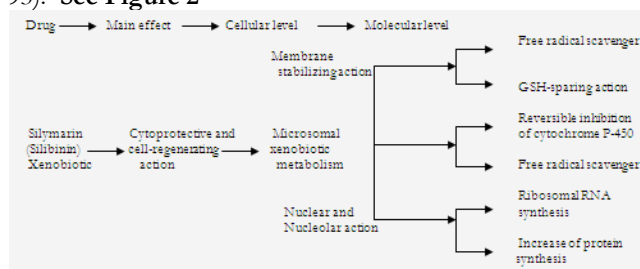 95). See Figure 2
Drug Main effect Cellular level Molecular level
Membrane
stabilizing action
Free radical scavenger
GSH-sparing action
Silymarin
(Silibinin)
Xenobiotic
Cytoprotective and
cell-regenerating
action
Microsomal
xenobiotic
metabolism
Reversible inhibition
of cytochrome P-450
Free radical scavenger
Nuclear and
Nucleolar action
Ribosomal RNA
synthesis
Increase of protein
synthesis